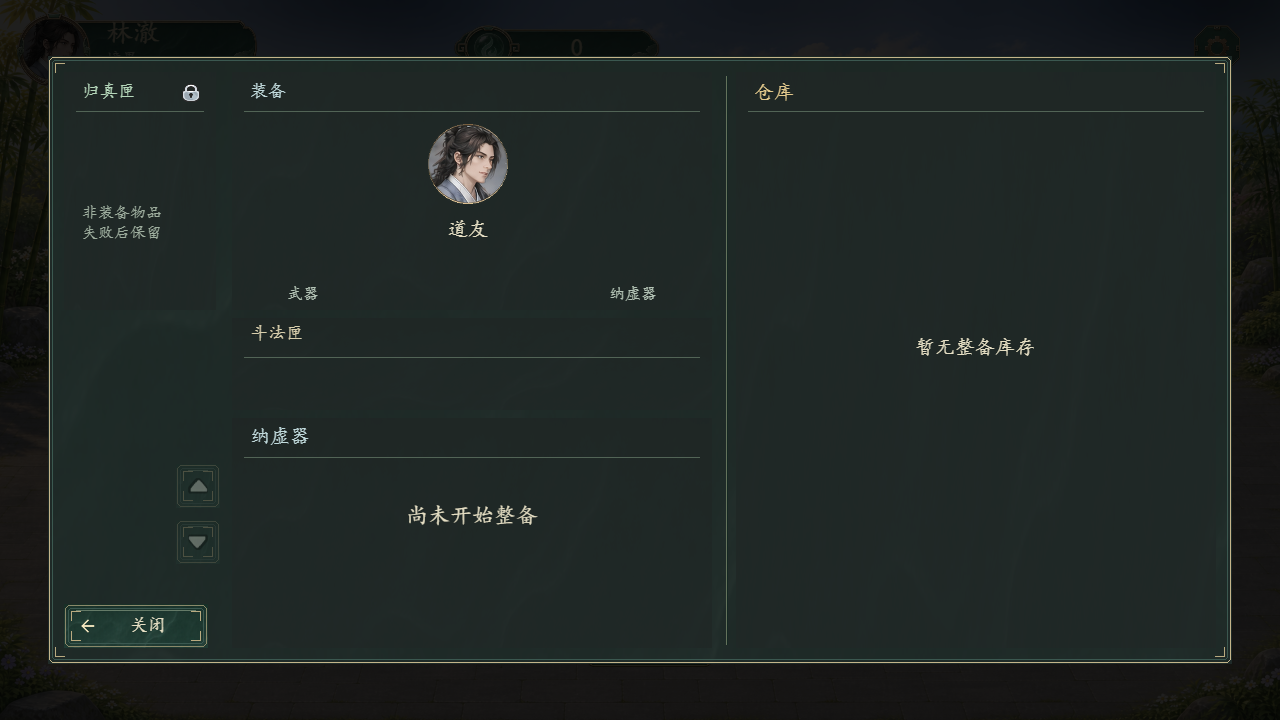 林澈
0
归真匣
装备
仓库
非装备物品
失败后保留
道友
武器
纳虚器
斗法匣
暂无整备库存
纳虚器
尚未开始整备
关闭